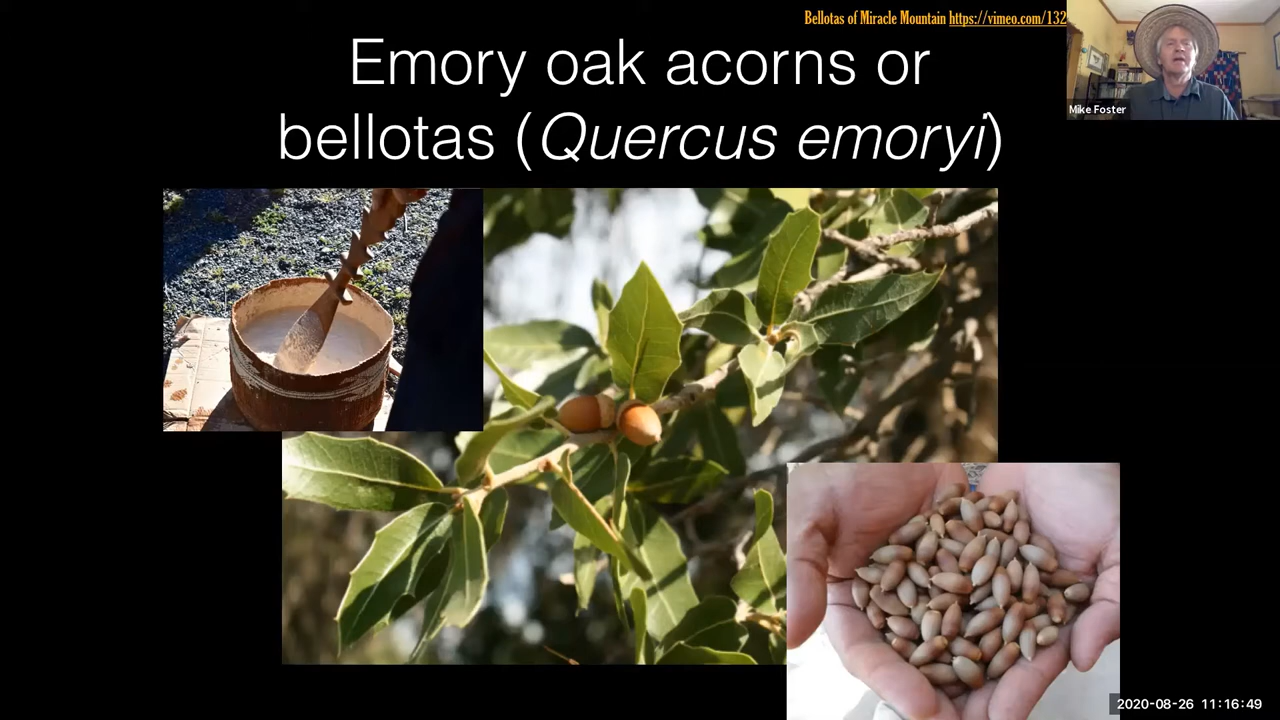 Bellotas of Miracle Mountain https://vimeo.com/132
Emory oak acorns or
bellotas (Quercus emoryi)
Mike Foster
2020-08-26 11:16:49